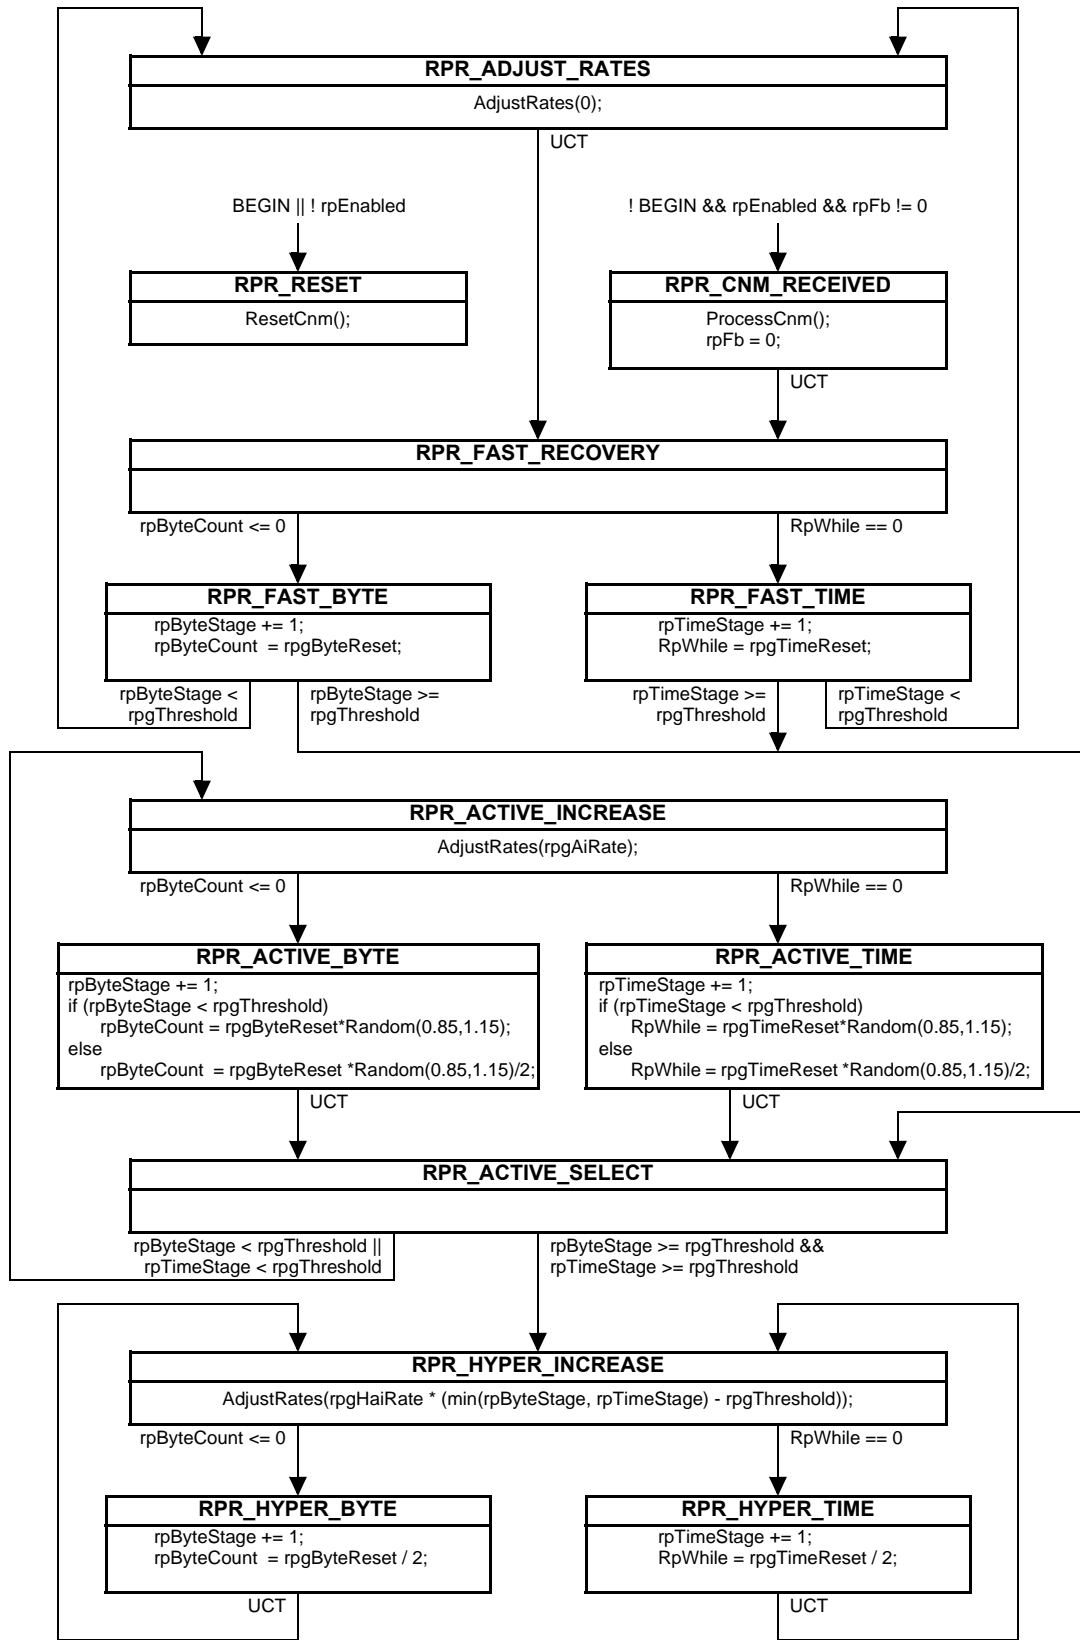 RPR_ADJUST_RATES
AdjustRates(0);
UCT
BEGIN || ! rpEnabled
! BEGIN && rpEnabled && rpFb != 0
RPR_RESET
ResetCnm();
RPR_CNM_RECEIVED
ProcessCnm();
rpFb = 0;
UCT
RPR_FAST_RECOVERY
rpByteCount <= 0
RpWhile == 0
RPR_FAST_BYTE
rpByteStage += 1;
rpByteCount = rpgByteReset;
RPR_FAST_TIME
rpTimeStage += 1;
RpWhile = rpgTimeReset;
rpByteStage <
rpgThreshold
rpByteStage >=
rpgThreshold
rpTimeStage >=
rpgThreshold
rpTimeStage <
rpgThreshold
RPR_ACTIVE_INCREASE
AdjustRates(rpgAiRate);
rpByteCount <= 0
RpWhile == 0
RPR_ACTIVE_BYTE
rpByteStage += 1;
if (rpByteStage < rpgThreshold)
rpByteCount = rpgByteReset*Random(0.85,1.15);
else
rpByteCount = rpgByteReset *Random(0.85,1.15)/2;
UCT
RPR_ACTIVE_TIME
rpTimeStage += 1;
if (rpTimeStage < rpgThreshold)
RpWhile = rpgTimeReset*Random(0.85,1.15);
else
RpWhile = rpgTimeReset *Random(0.85,1.15)/2;
UCT
RPR_ACTIVE_SELECT
rpByteStage < rpgThreshold ||
rpTimeStage < rpgThreshold
rpByteStage >= rpgThreshold &&
rpTimeStage >= rpgThreshold
RPR_HYPER_INCREASE
AdjustRates(rpgHaiRate * (min(rpByteStage, rpTimeStage) - rpgThreshold));
rpByteCount <= 0
RpWhile == 0
RPR_HYPER_BYTE
rpByteStage += 1;
rpByteCount = rpgByteReset / 2;
UCT
RPR_HYPER_TIME
rpTimeStage += 1;
RpWhile = rpgTimeReset / 2;
UCT